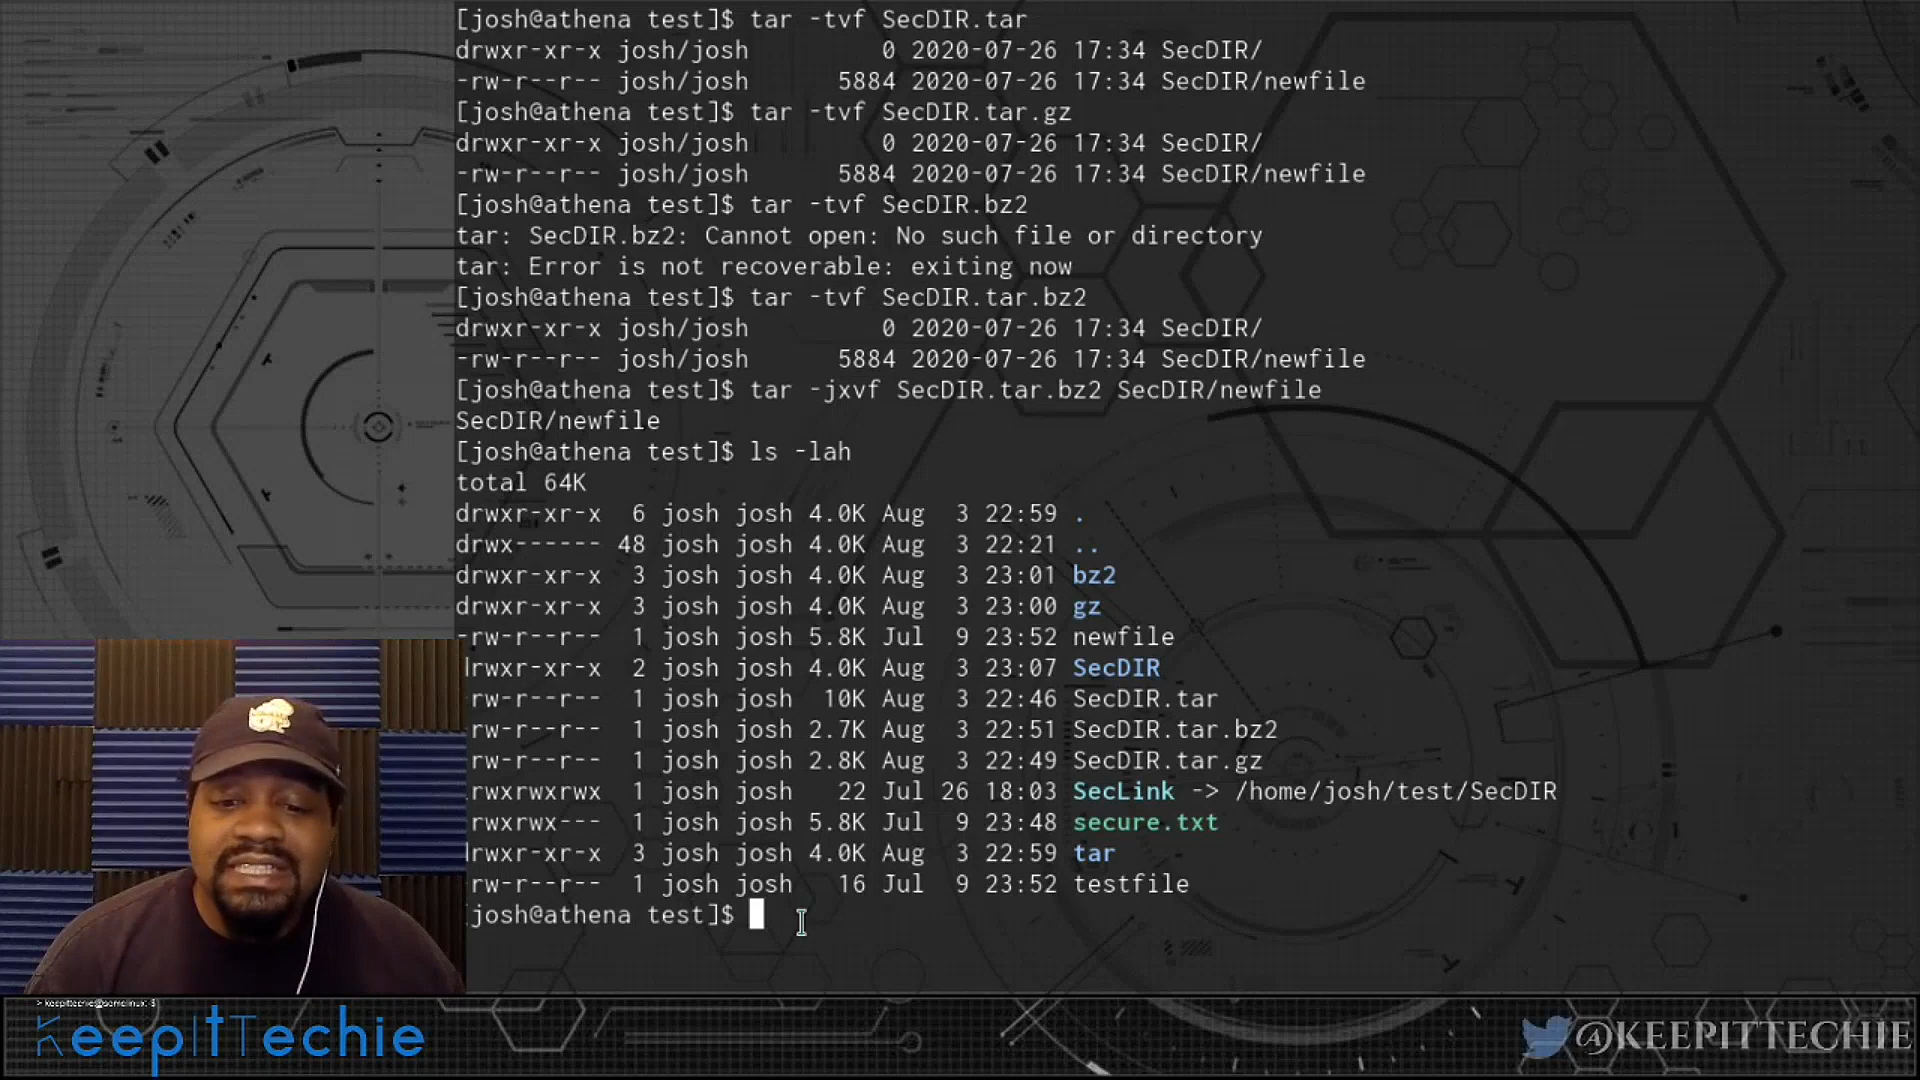 [josh@athena test]$ tar -tvf SecDIR.tar
drwxr-xr-x josh/josh         0 2020-07-26 17:34 SecDIR/
-rw-r--r-- josh/josh      5884 2020-07-26 17:34 SecDIR/newfile
[josh@athena test]$ tar -tvf SecDIR.tar.gz
drwxr-xr-x josh/josh         0 2020-07-26 17:34 SecDIR/
-rw-r--r-- josh/josh      5884 2020-07-26 17:34 SecDIR/newfile
[josh@athena test]$ tar -tvf SecDIR.bz2
tar: SecDIR.bz2: Cannot open: No such file or directory
tar: Error is not recoverable: exiting now
[josh@athena test]$ tar -tvf SecDIR.tar.bz2
drwxr-xr-x josh/josh         0 2020-07-26 17:34 SecDIR/
-rw-r--r-- josh/josh      5884 2020-07-26 17:34 SecDIR/newfile
[josh@athena test]$ tar -jxvf SecDIR.tar.bz2 SecDIR/newfile
SecDIR/newfile
[josh@athena test]$ ls -lah
total 64K
drwxr-xr-x  6 josh josh 4.0K Aug  3 22:59 .
drwx------ 48 josh josh 4.0K Aug  3 22:21 ..
drwxr-xr-x  3 josh josh 4.0K Aug  3 23:01 bz2
drwxr-xr-x  3 josh josh 4.0K Aug  3 23:00 gz
-rw-r--r--  1 josh josh 5.8K Jul  9 23:52 newfile
drwxr-xr-x  2 josh josh 4.0K Aug  3 23:07 SecDIR
rw-r--r--  1 josh josh  10K Aug  3 22:46 SecDIR.tar
rw-r--r--  1 josh josh 2.7K Aug  3 22:51 SecDIR.tar.bz2
rw-r--r--  1 josh josh 2.8K Aug  3 22:49 SecDIR.tar.gz
rwxrwxrwx  1 josh josh   22 Jul 26 18:03 SecLink -> /home/josh/test/SecDIR
rwxrwx---  1 josh josh 5.8K Jul  9 23:48 secure.txt
drwxr-xr-x  3 josh josh 4.0K Aug  3 22:59 tar
rw-r--r--  1 josh josh   16 Jul  9 23:52 testfile
[josh@athena test]$
> keepittechie@somelinux: $
KeepItTechie
@KEEPITTECHIE